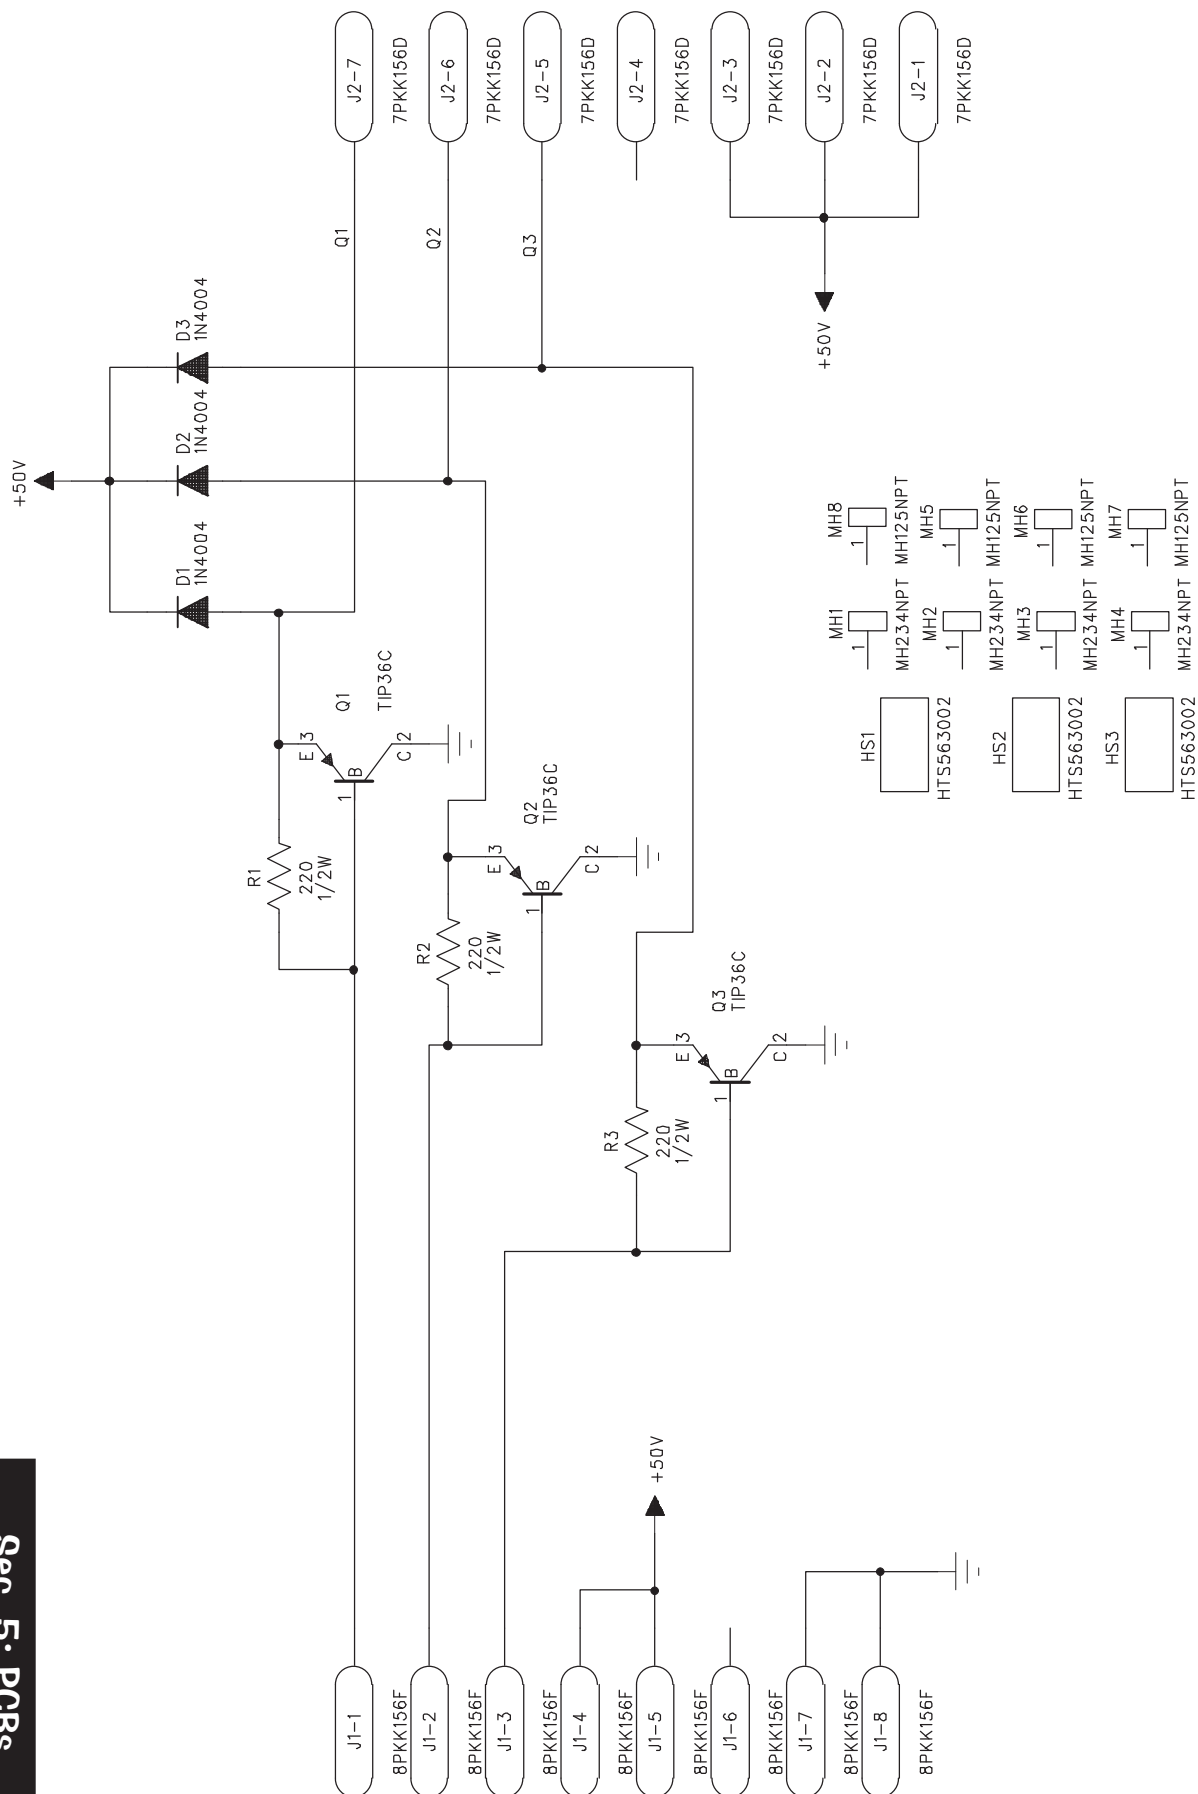 J2-7
7PKK156D
J2-6
7PKK156D
J2-5
7PKK156D
J2-4
7PKK156D
J2-3
7PKK156D
J2-2
7PKK156D
J2-1
7PKK156D
Q1
Q2
Q3
+50V
+50V
D3
1N4004
D2
1N4004
D1
1N4004
Q1
TIP36C
E 3
B
1
C 2
R1
220
1/2W
Q2
TIP36C
E 3
B
1
C 2
R2
220
1/2W
Q3
TIP36C
E 3
B
1
C 2
R3
220
1/2W
MH8
1
MH125NPT
MH5
1
MH125NPT
MH6
1
MH125NPT
MH7
1
MH125NPT
MH1
1
MH234NPT
MH2
1
MH234NPT
MH3
1
MH234NPT
MH4
1
MH234NPT
HS1
HTS563002
HS2
HTS563002
HS3
HTS563002
+50V
J1-1
8PKK156F
J1-2
8PKK156F
J1-3
8PKK156F
J1-4
8PKK156F
J1-5
8PKK156F
J1-6
8PKK156F
J1-7
8PKK156F
J1-8
8PKK156F
Sec 5: PCBs